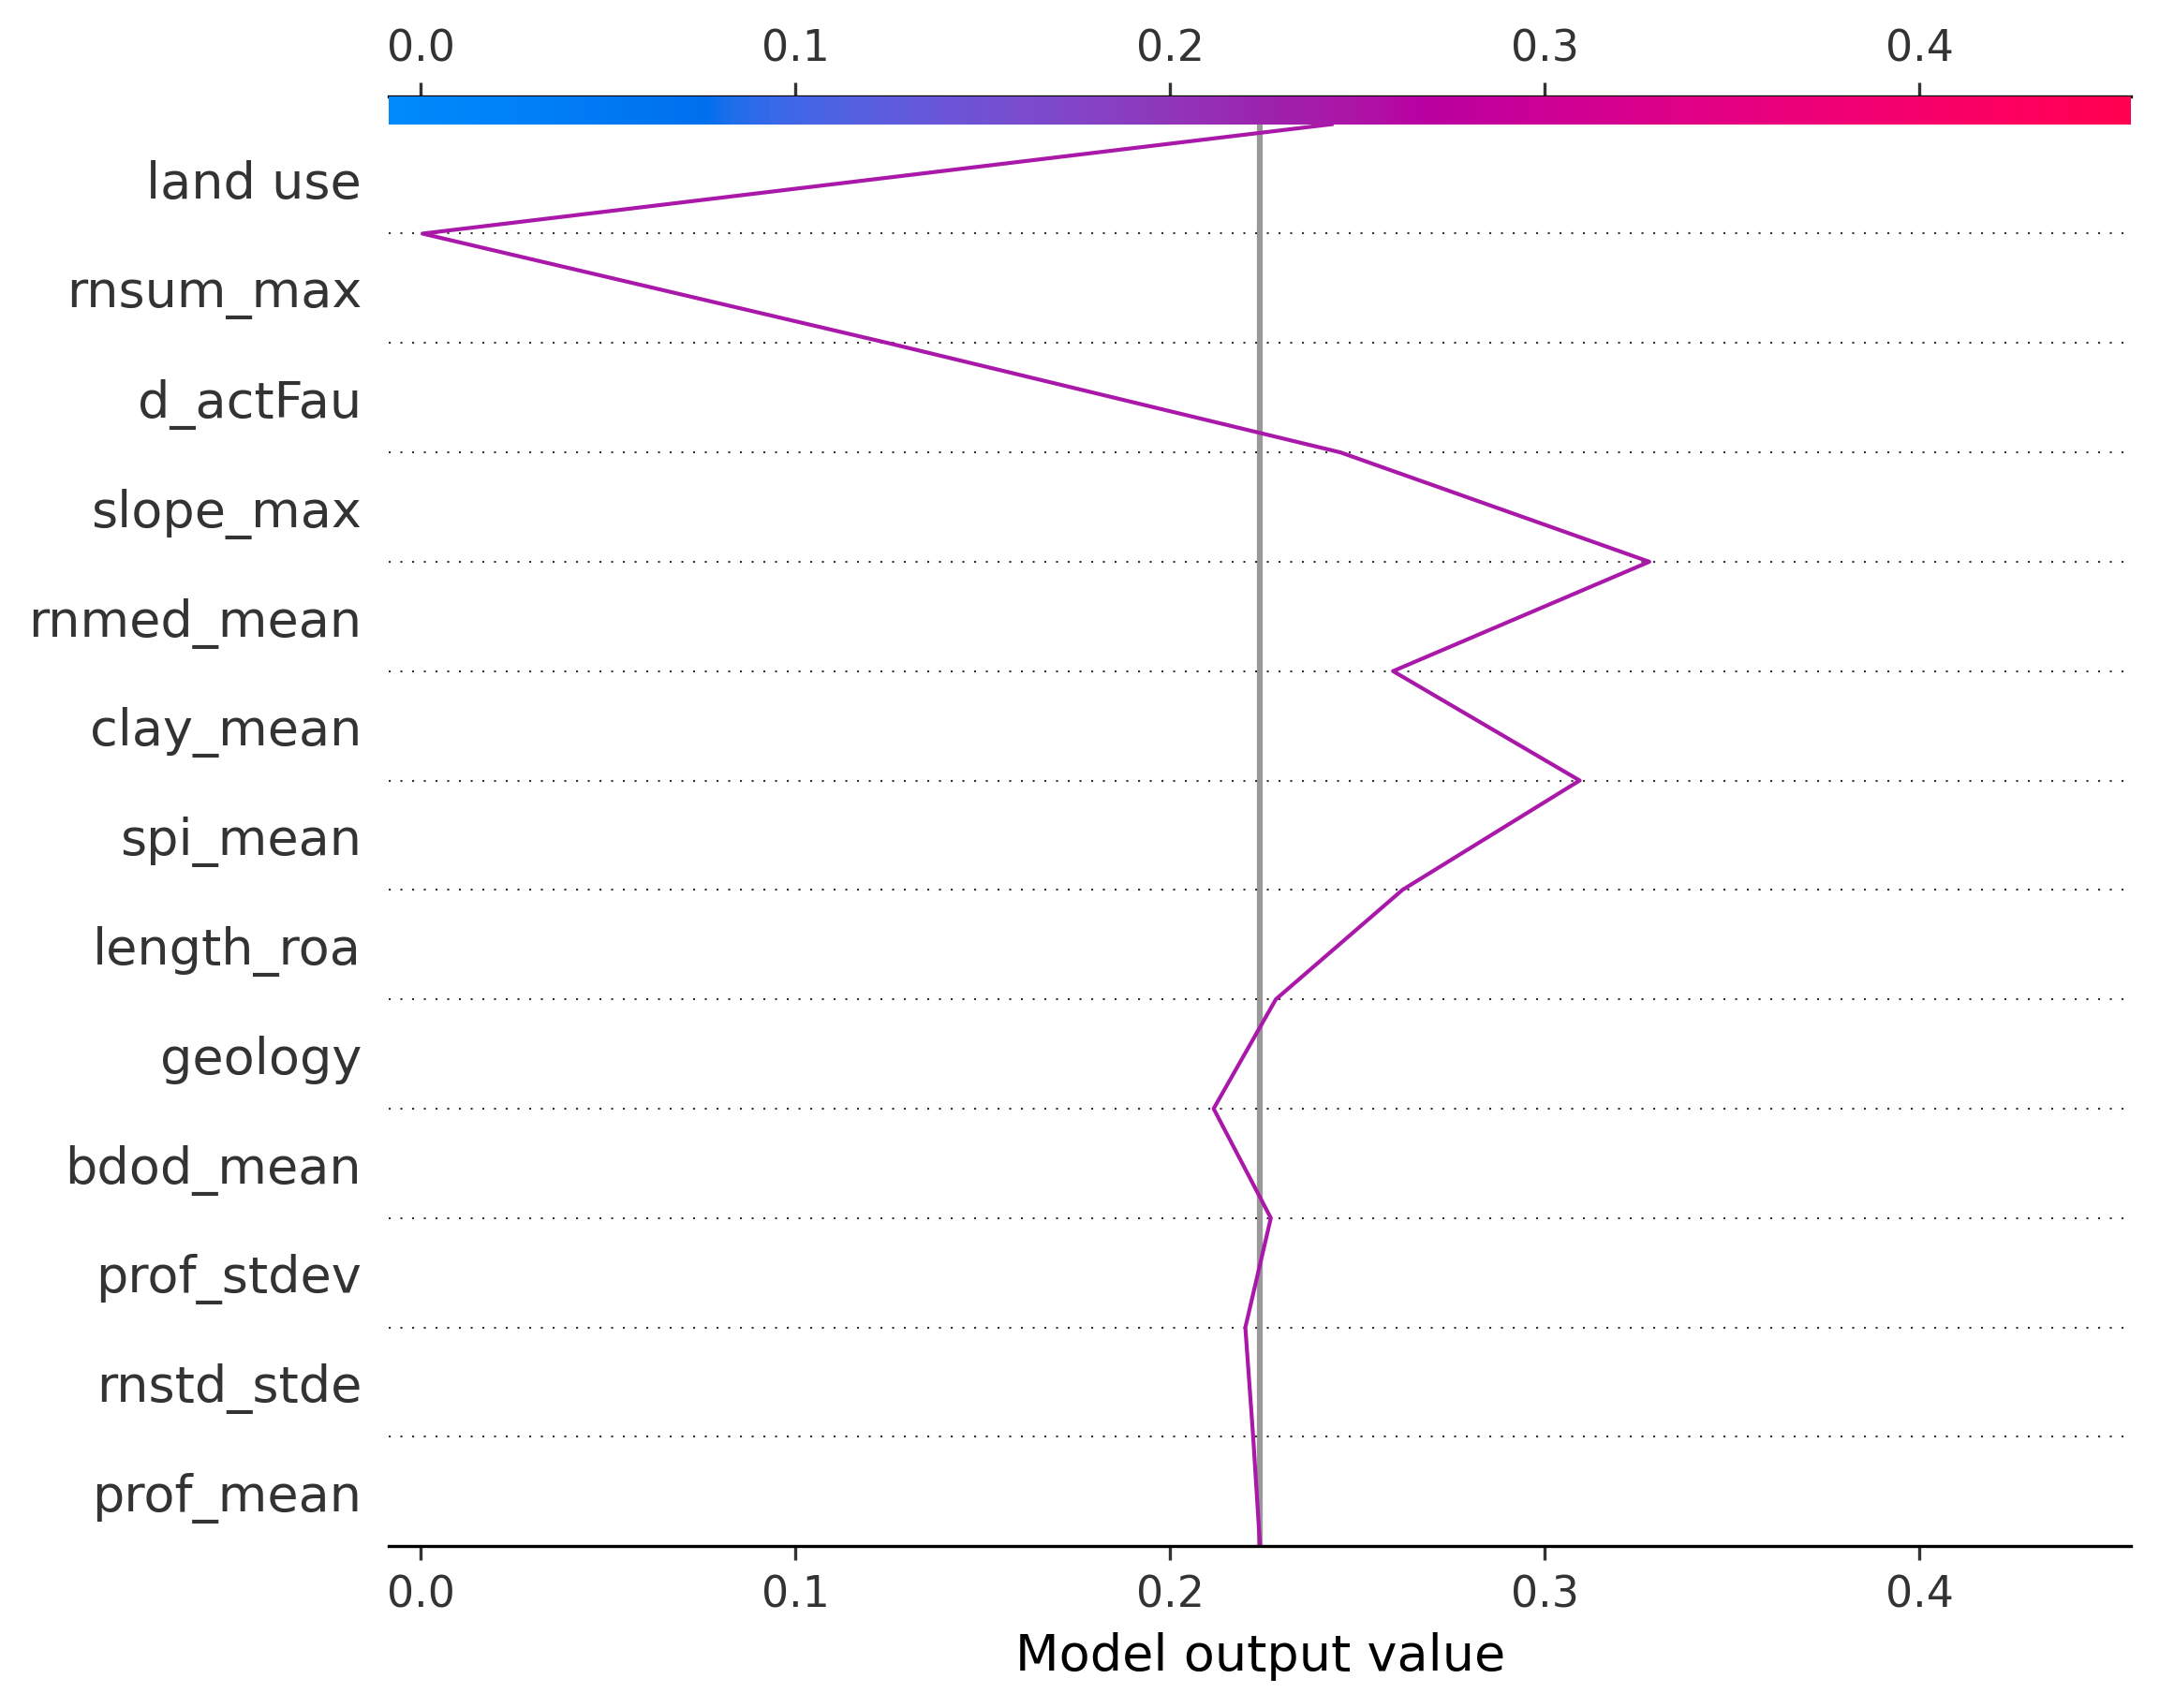 0.0 0.1 0.2 0.3 0.4
land use
rnsum_max
d_actFau
slope_max
rnmed_mean
clay_mean
spi_mean
length_roa
geology
bdod_mean
prof_stdev
rnstd_stde
prof_mean
0.0 0.1 0.2 0.3 0.4
Model output value